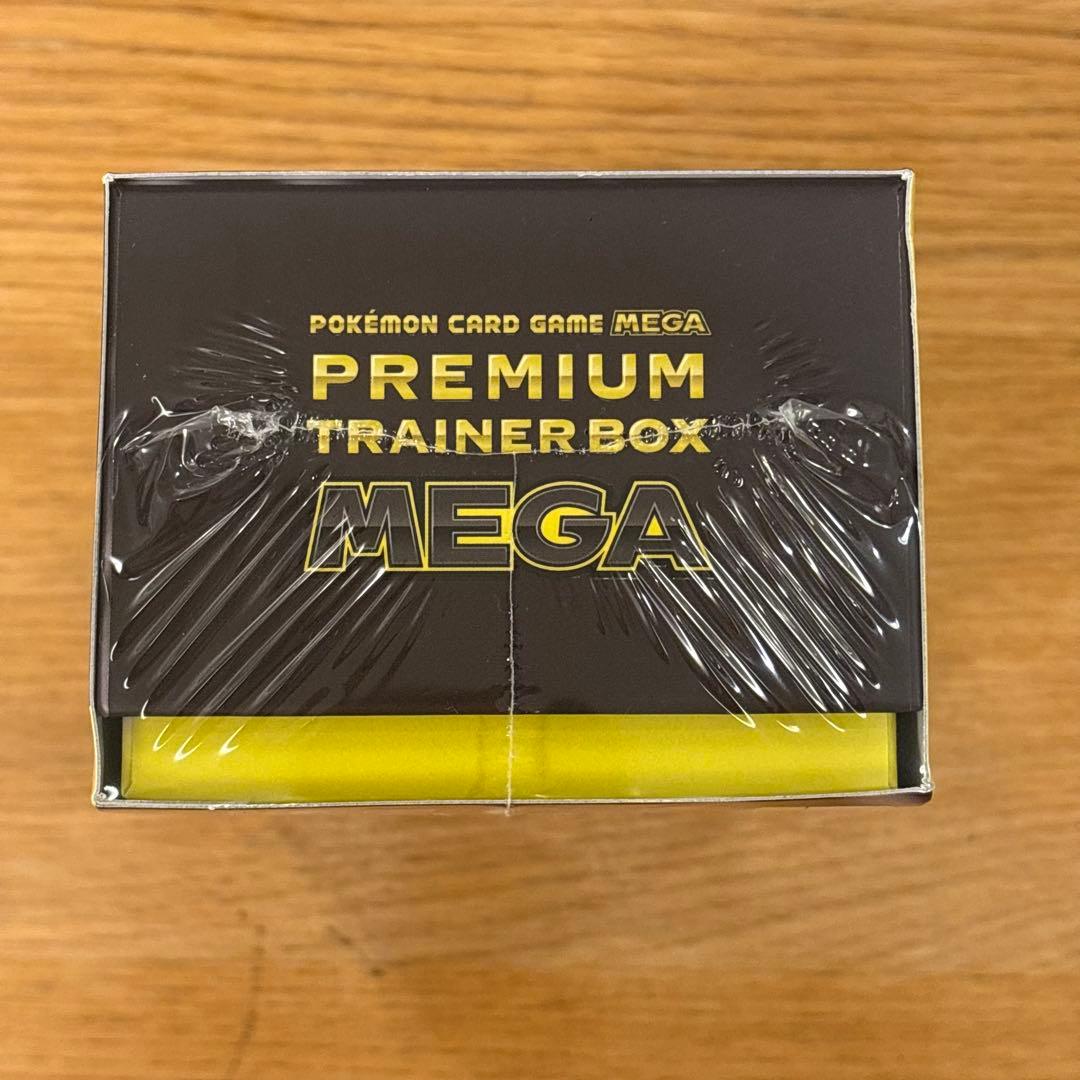 POKÉMON CARD GAME MEGA
PREMIUM
TRAINER BOX
MEGA